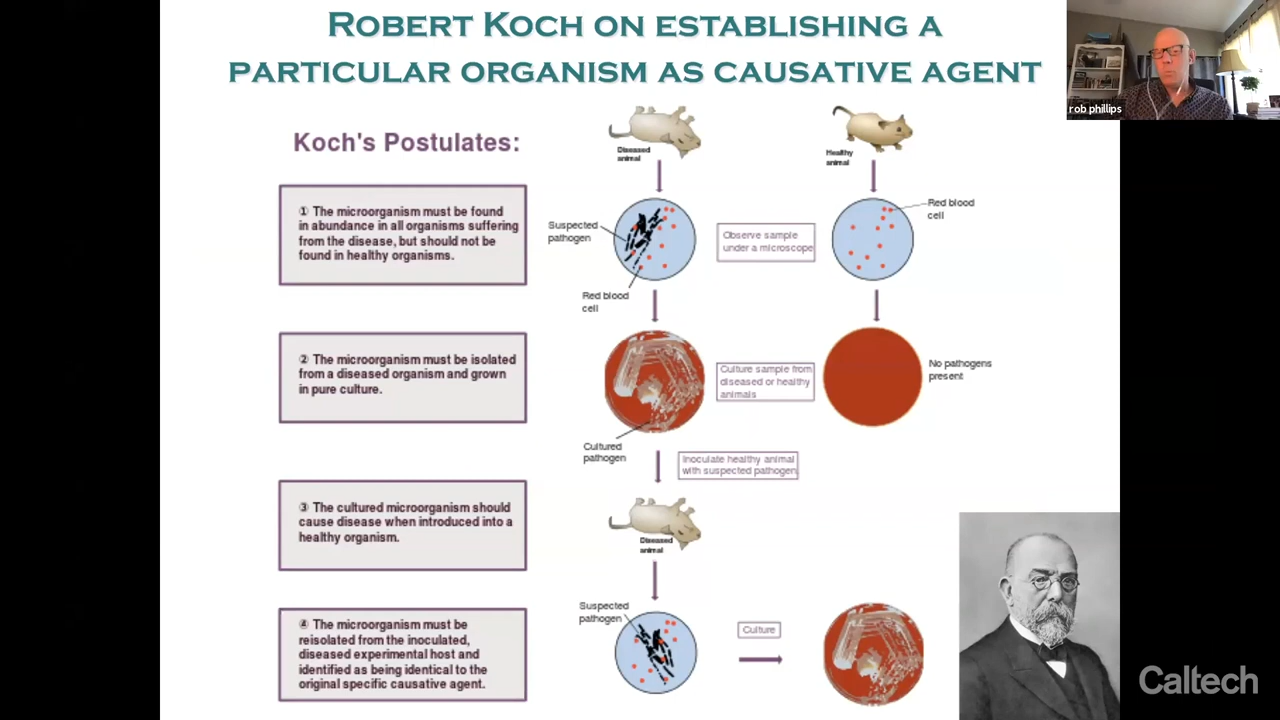 ROBERT KOCH ON ESTABLISHING A
PARTICULAR ORGANISM AS CAUSATIVE AGENT
rob phillips
Koch's Postulates:
Diseased
animal
Healthy
animal
① The microorganism must be found
in abundance in all organisms suffering
from the disease, but should not be
found in healthy organisms.
Suspected
pathogen
Red blood
cell
Observe sample
under a microscope
Red blood
cell
② The microorganism must be isolated
from a diseased organism and grown
in pure culture.
Culture sample from
diseased or healthy
animals
No pathogens
present
Cultured
pathogen
Inoculate healthy animal
with suspected pathogen
③ The cultured microorganism should
cause disease when introduced into a
healthy organism.
Diseased
animal
④ The microorganism must be
reisolated from the inoculated,
diseased experimental host and
identified as being identical to the
original specific causative agent.
Suspected
pathogen
Culture
Caltech